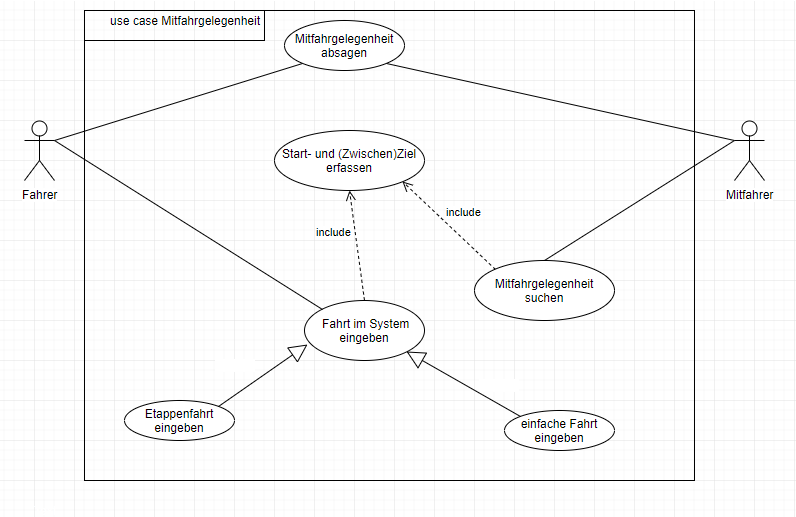 use case Mitfahrgelegenheit
Mitfahrgelegenheit
absagen
Start- und (Zwischen)Ziel
erfassen
Fahrer
Mitfahrer
include
include
Mitfahrgelegenheit
suchen
Fahrt im System
eingeben
Etappenfahrt
eingeben
einfache Fahrt
eingeben